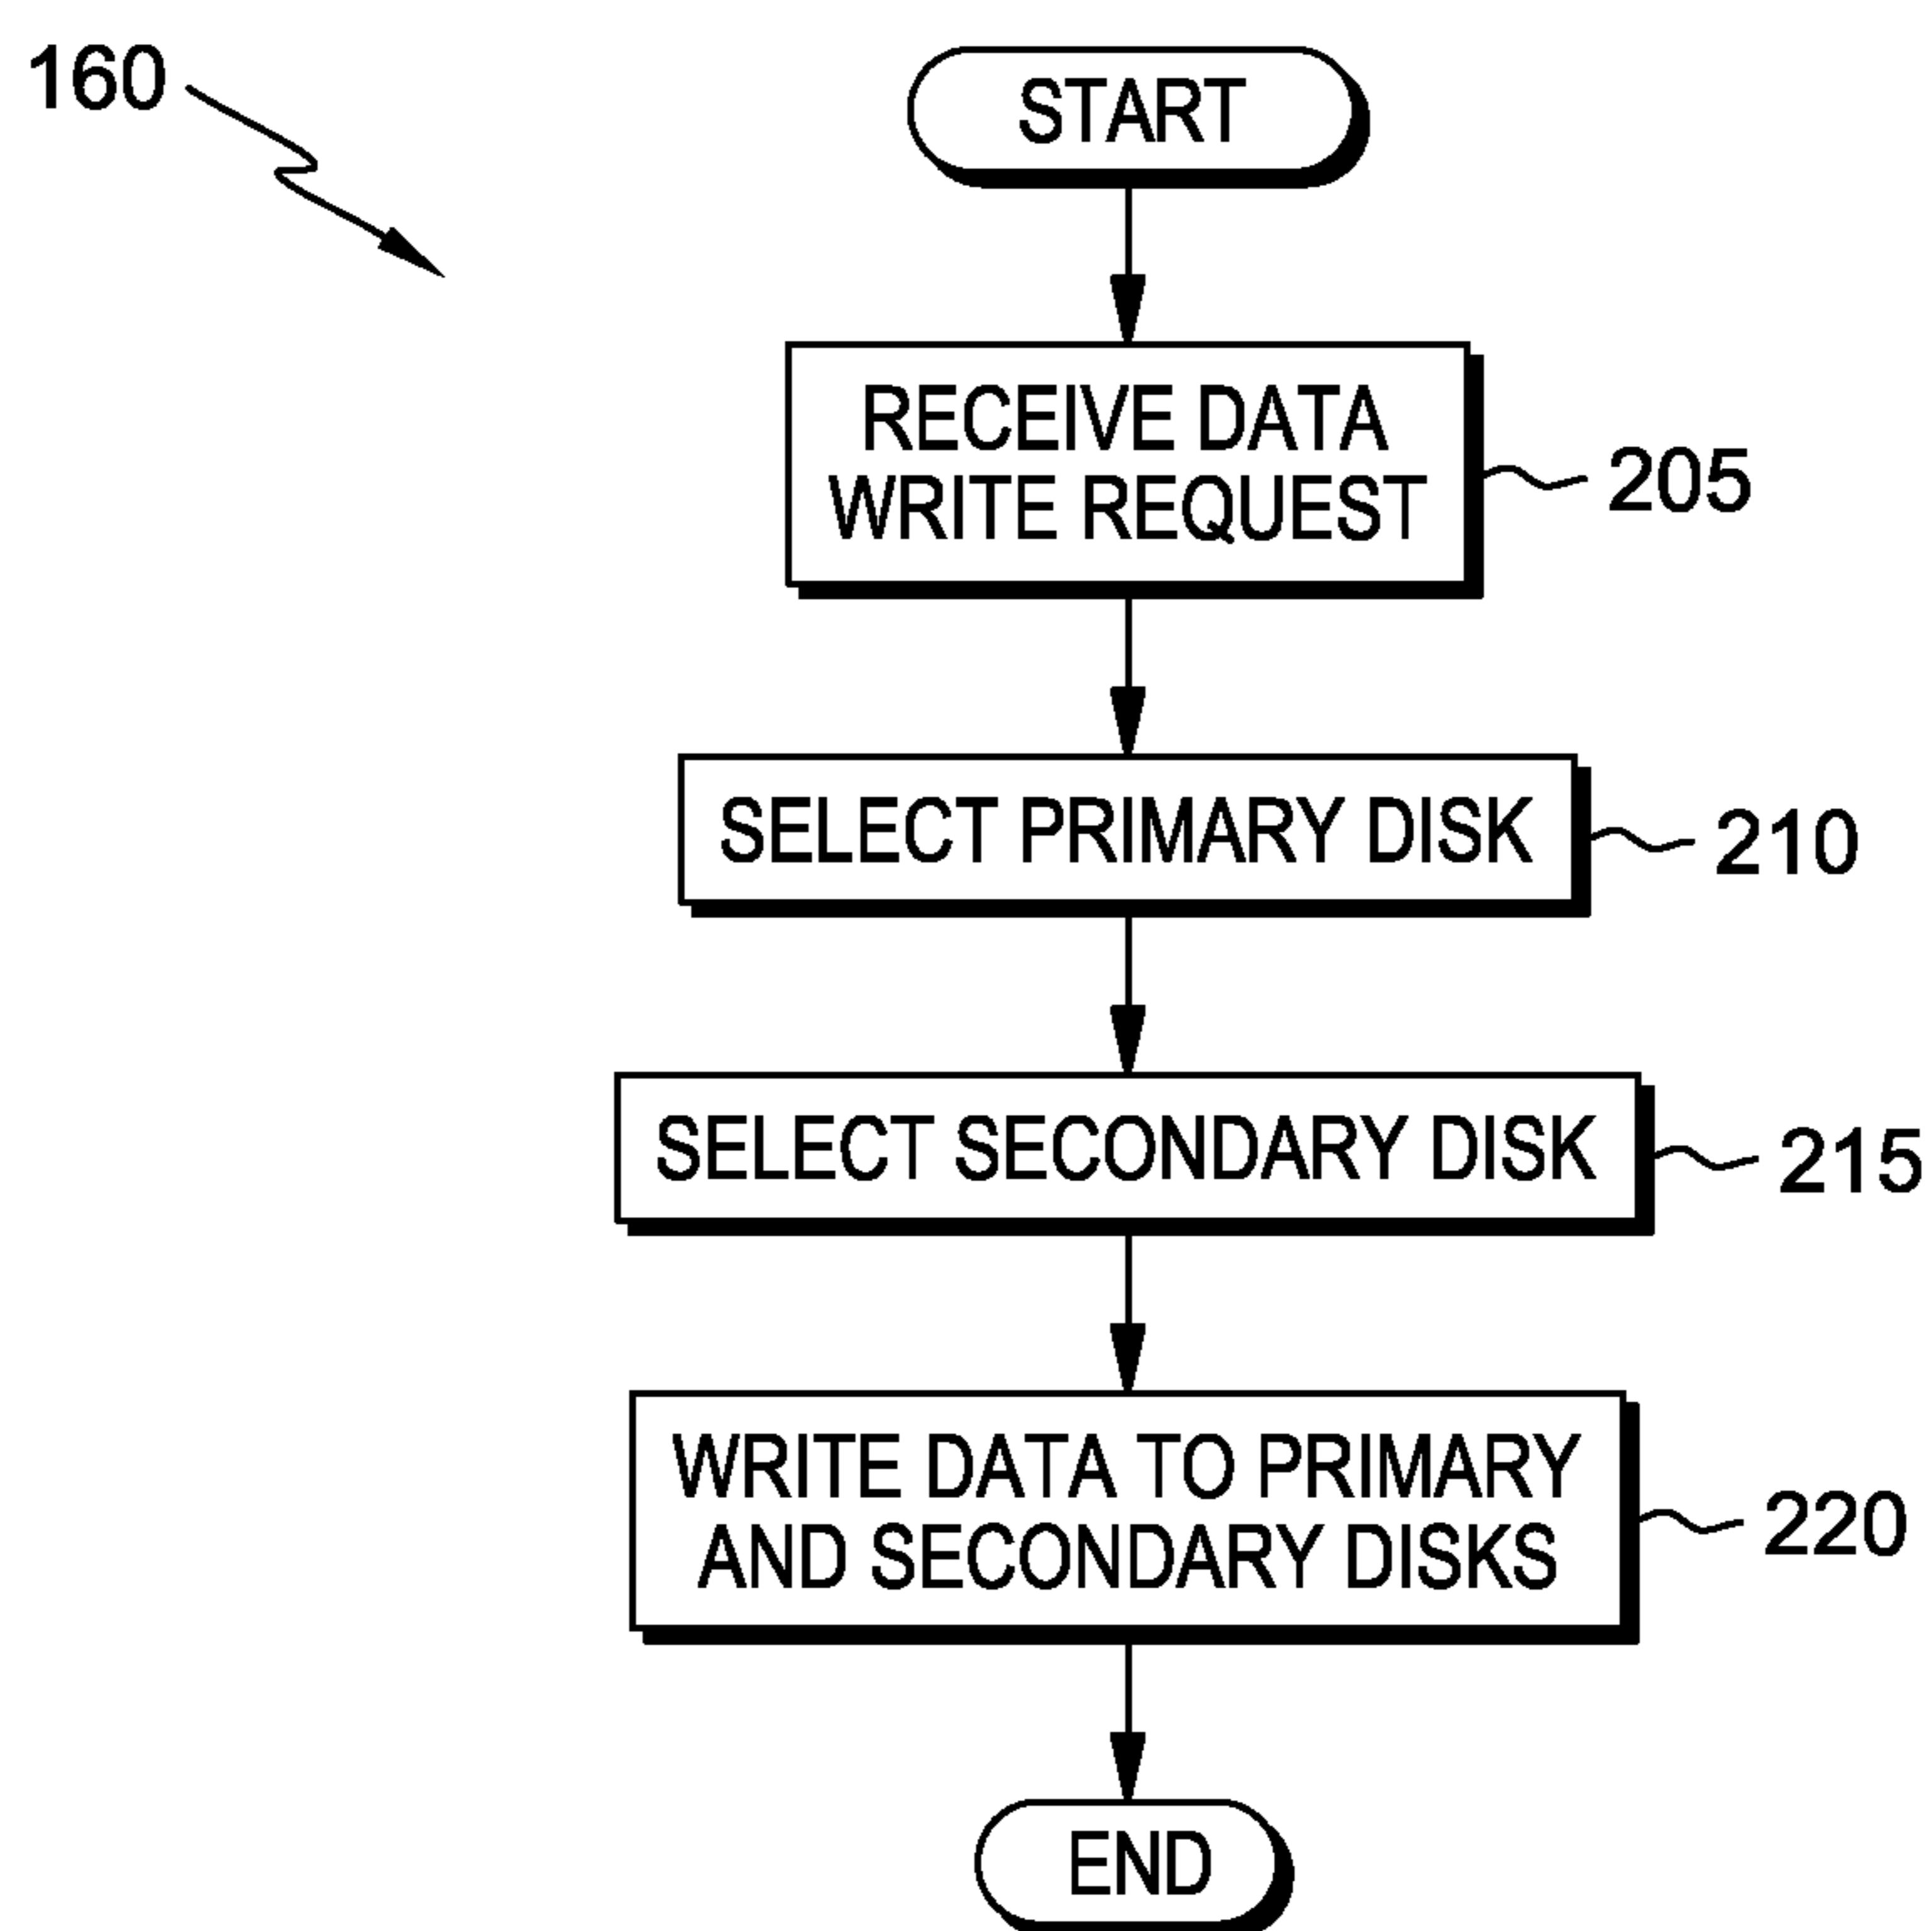 160
START
RECEIVE DATA
WRITE REQUEST
205
SELECT PRIMARY DISK
210
SELECT SECONDARY DISK
215
WRITE DATA TO PRIMARY
AND SECONDARY DISKS
220
END